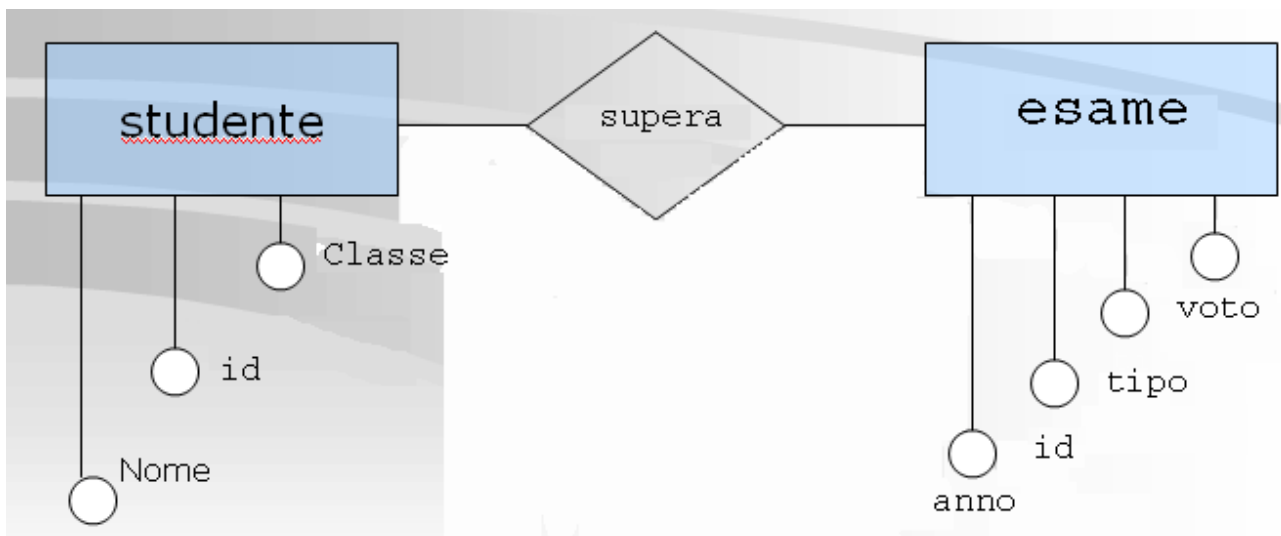 studente
supera
esame
Classe
voto
id
tipo
id
Nome
anno